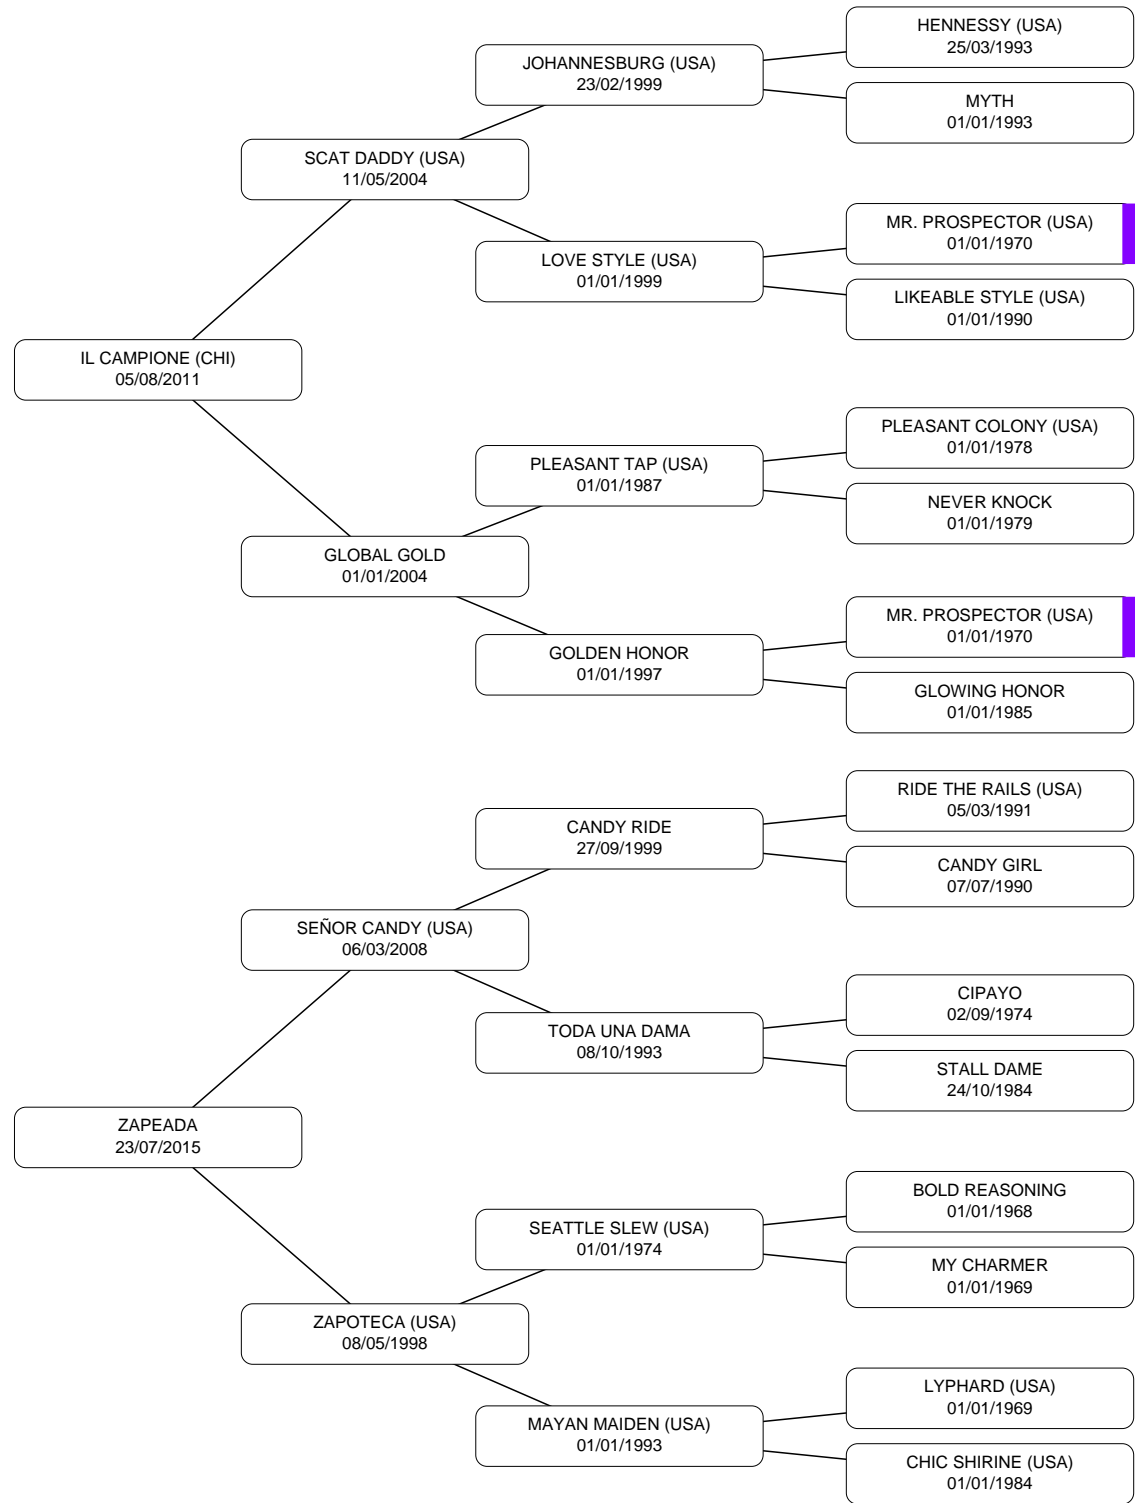 HENNESSY (USA)
25/03/1993
JOHANNESBURG (USA)
23/02/1999
MYTH
01/01/1993
SCAT DADDY (USA)
11/05/2004
MR. PROSPECTOR (USA)
01/01/1970
LOVE STYLE (USA)
01/01/1999
LIKEABLE STYLE (USA)
01/01/1990
IL CAMPIONE (CHI)
05/08/2011
PLEASANT COLONY (USA)
01/01/1978
PLEASANT TAP (USA)
01/01/1987
NEVER KNOCK
01/01/1979
GLOBAL GOLD
01/01/2004
MR. PROSPECTOR (USA)
01/01/1970
GOLDEN HONOR
01/01/1997
GLOWING HONOR
01/01/1985
RIDE THE RAILS (USA)
05/03/1991
CANDY RIDE
27/09/1999
CANDY GIRL
07/07/1990
SEÑOR CANDY (USA)
06/03/2008
CIPAYO
02/09/1974
TODA UNA DAMA
08/10/1993
STALL DAME
24/10/1984
ZAPEADA
23/07/2015
BOLD REASONING
01/01/1968
SEATTLE SLEW (USA)
01/01/1974
MY CHARMER
01/01/1969
ZAPOTECA (USA)
08/05/1998
LYPHARD (USA)
01/01/1969
MAYAN MAIDEN (USA)
01/01/1993
CHIC SHIRINE (USA)
01/01/1984